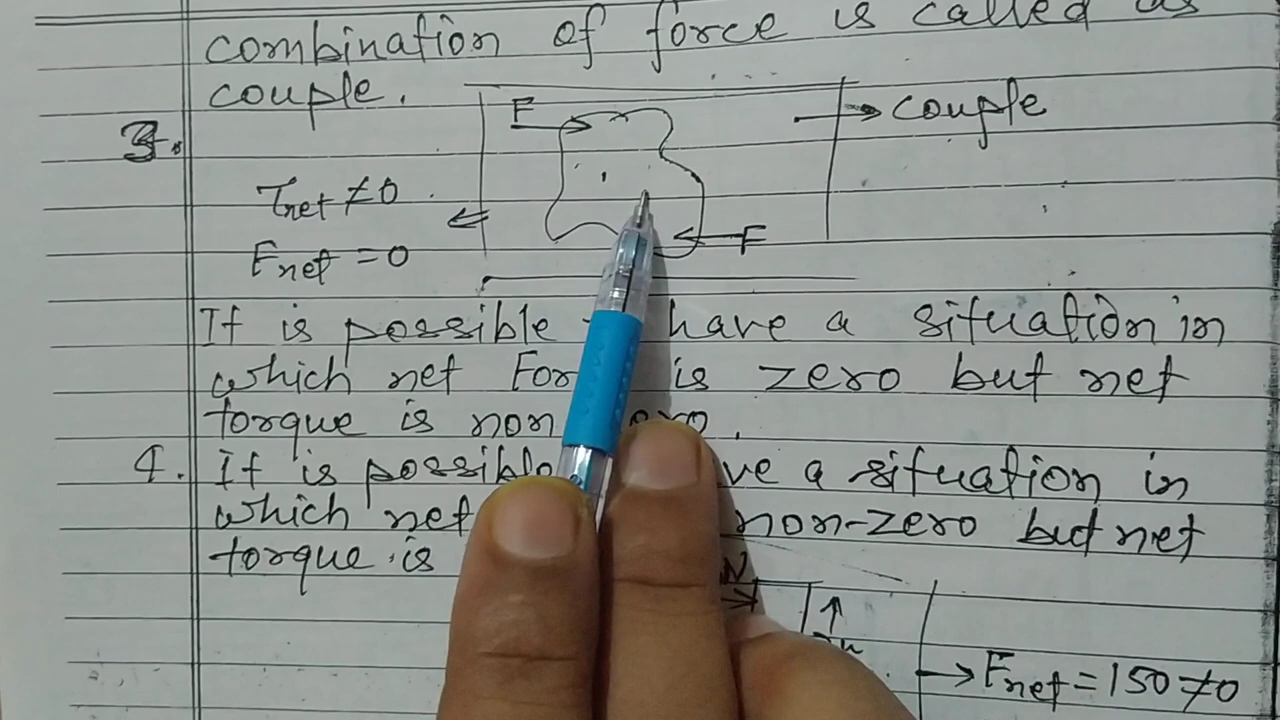 combination of force is called as
couple.
F → couple
3.
τnet ≠ 0
Fnet = 0
← F
It is possible have a situation in
which net For is zero but net
torque is non
4. It is possible ve a situation in
which net non-zero but net
torque is
→ Fnet = 150 ≠ 0